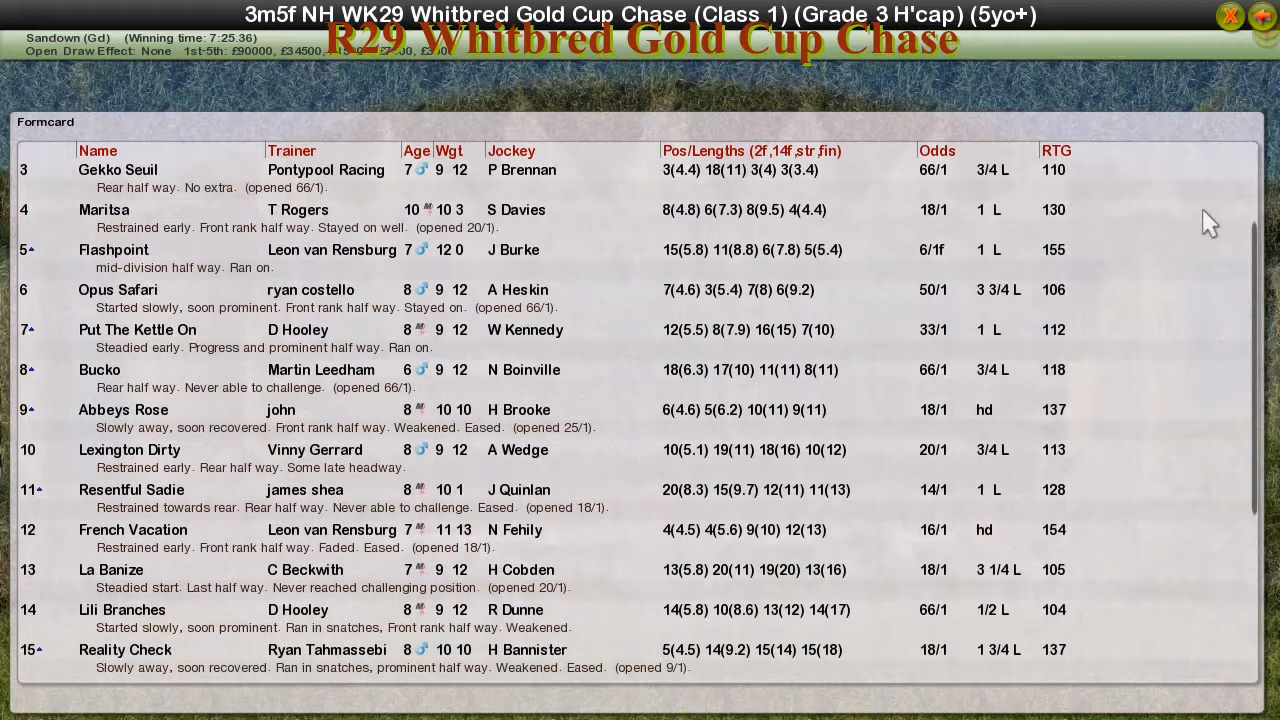 3m5f NH WK29 Whitbred Gold Cup Chase (Class 1) (Grade 3 H'cap) (5yo+)
R29 Whitbred Gold Cup Chase
Sandown (Gd) (Winning time: 7:25.36)
Open Draw Effect: None 1st-5th: £90000, £34500,
Formcard
Name Trainer Age Wgt Jockey Pos/Lengths (2f,14f,str,fin) Odds RTG
3 Gekko Seuil Pontypool Racing 7 9 12 P Brennan 3(4.4) 18(11) 3(4) 3(3.4) 66/1 3/4 L 110
Rear half way. No extra. (opened 66/1).
4 Maritsa T Rogers 10 10 3 S Davies 8(4.8) 6(7.3) 8(9.5) 4(4.4) 18/1 1 L 130
Restrained early. Front rank half way. Stayed on well. (opened 20/1).
5 Flashpoint Leon van Rensburg 7 12 0 J Burke 15(5.8) 11(8.8) 6(7.8) 5(5.4) 6/1f 1 L 155
mid-division half way. Ran on.
6 Opus Safari ryan costello 8 9 12 A Heskin 7(4.6) 3(5.4) 7(8) 6(9.2) 50/1 3 3/4 L 106
Started slowly, soon prominent. Front rank half way. Stayed on. (opened 66/1).
7 Put The Kettle On D Hooley 8 9 12 W Kennedy 12(5.5) 8(7.9) 16(15) 7(10) 33/1 1 L 112
Steadied early. Progress and prominent half way. Ran on.
8 Bucko Martin Leedham 6 9 12 N Boinville 18(6.3) 17(10) 11(11) 8(11) 66/1 3/4 L 118
Rear half way. Never able to challenge. (opened 66/1).
9 Abbeys Rose john 8 10 10 H Brooke 6(4.6) 5(6.2) 10(11) 9(11) 18/1 hd 137
Slowly away, soon recovered. Front rank half way. Weakened. Eased. (opened 25/1).
10 Lexington Dirty Vinny Gerrard 8 9 12 A Wedge 10(5.1) 19(11) 18(16) 10(12) 20/1 3/4 L 113
Restrained early. Rear half way. Some late headway.
11 Resentful Sadie james shea 8 10 1 J Quinlan 20(8.3) 15(9.7) 12(11) 11(13) 14/1 1 L 128
Restrained towards rear. Rear half way. Never able to challenge. Eased. (opened 18/1).
12 French Vacation Leon van Rensburg 7 11 13 N Fehily 4(4.5) 4(5.6) 9(10) 12(13) 16/1 hd 154
Restrained early. Front rank half way. Faded. Eased. (opened 18/1).
13 La Banize C Beckwith 7 9 12 H Cobden 13(5.8) 20(11) 19(20) 13(16) 18/1 3 1/4 L 105
Steadied start. Last half way. Never reached challenging position. (opened 20/1).
14 Lili Branches D Hooley 8 9 12 R Dunne 14(5.8) 10(8.6) 13(12) 14(17) 66/1 1/2 L 104
Started slowly, soon prominent. Ran in snatches, Front rank half way. Weakened.
15 Reality Check Ryan Tahmassebi 8 10 10 H Bannister 5(4.5) 14(9.2) 15(14) 15(18) 18/1 1 3/4 L 137
Slowly away, soon recovered. Ran in snatches, prominent half way. Weakened. Eased. (opened 9/1).